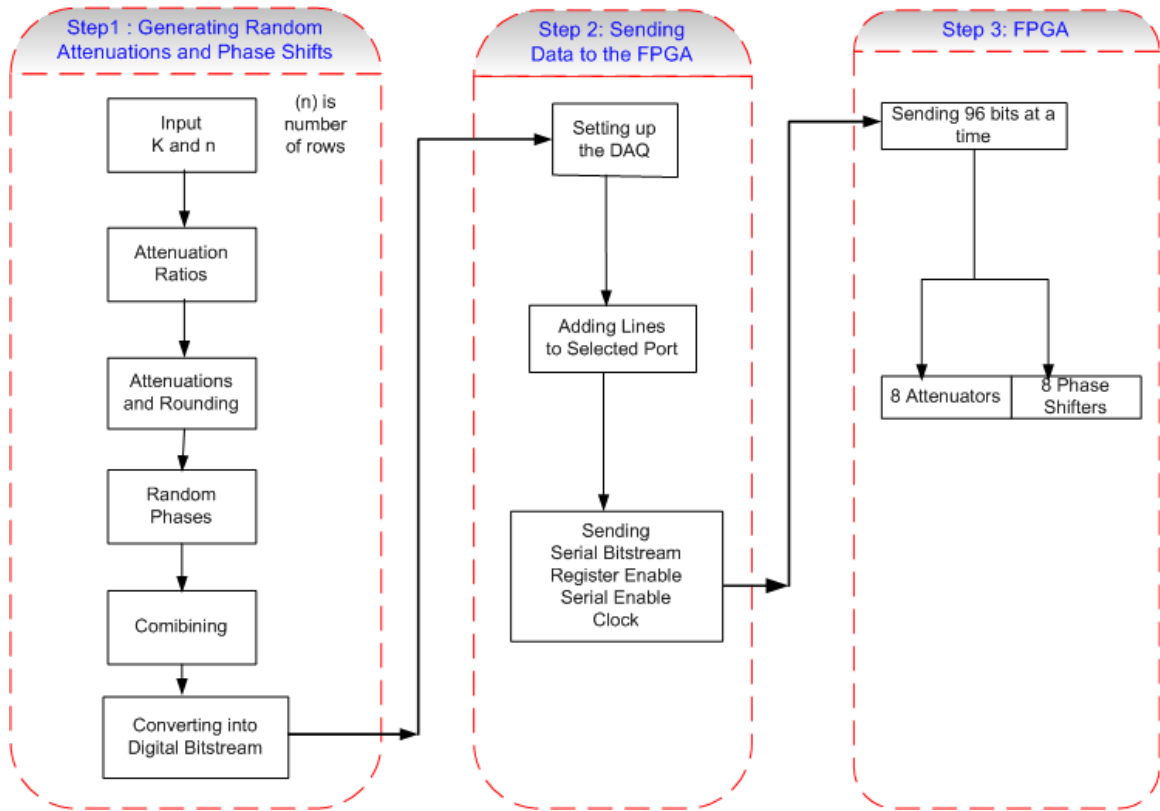 Step1 : Generating Random
Attenuations and Phase Shifts
Input
K and n
(n) is
number
of rows
Attenuation
Ratios
Attenuations
and Rounding
Random
Phases
Comibining
Converting into
Digital Bitstream
Step 2: Sending
Data to the FPGA
Setting up
the DAQ
Adding Lines
to Selected Port
Sending
Serial Bitstream
Register Enable
Serial Enable
Clock
Step 3: FPGA
Sending 96 bits at a
time
8 Attenuators
8 Phase
Shifters